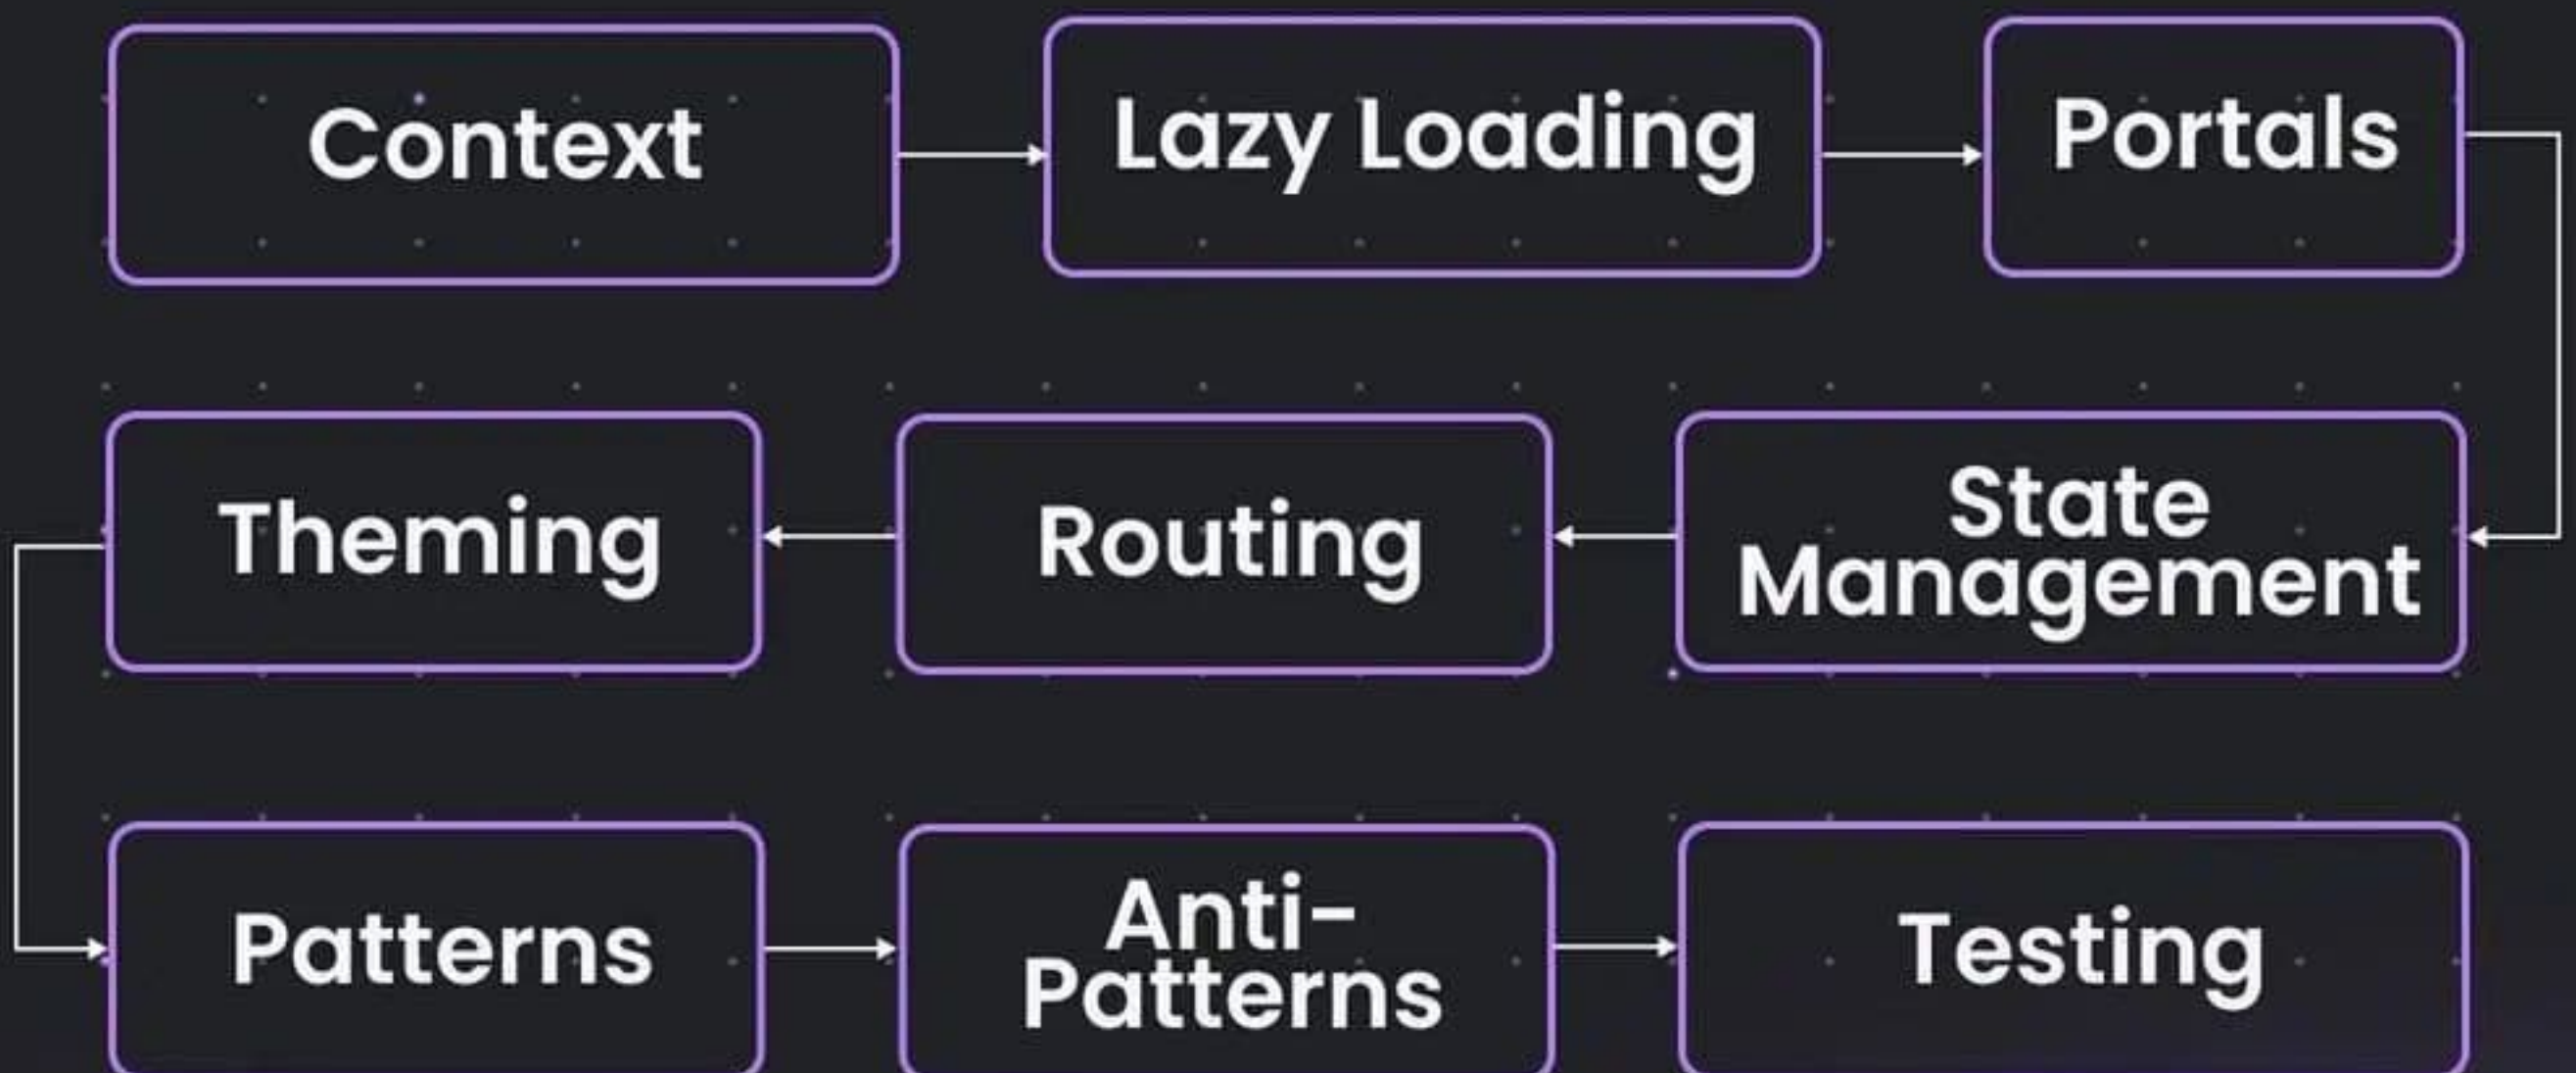 Context
Lazy Loading
Portals
State
Management
Routing
Theming
Patterns
Anti-
Patterns
Testing